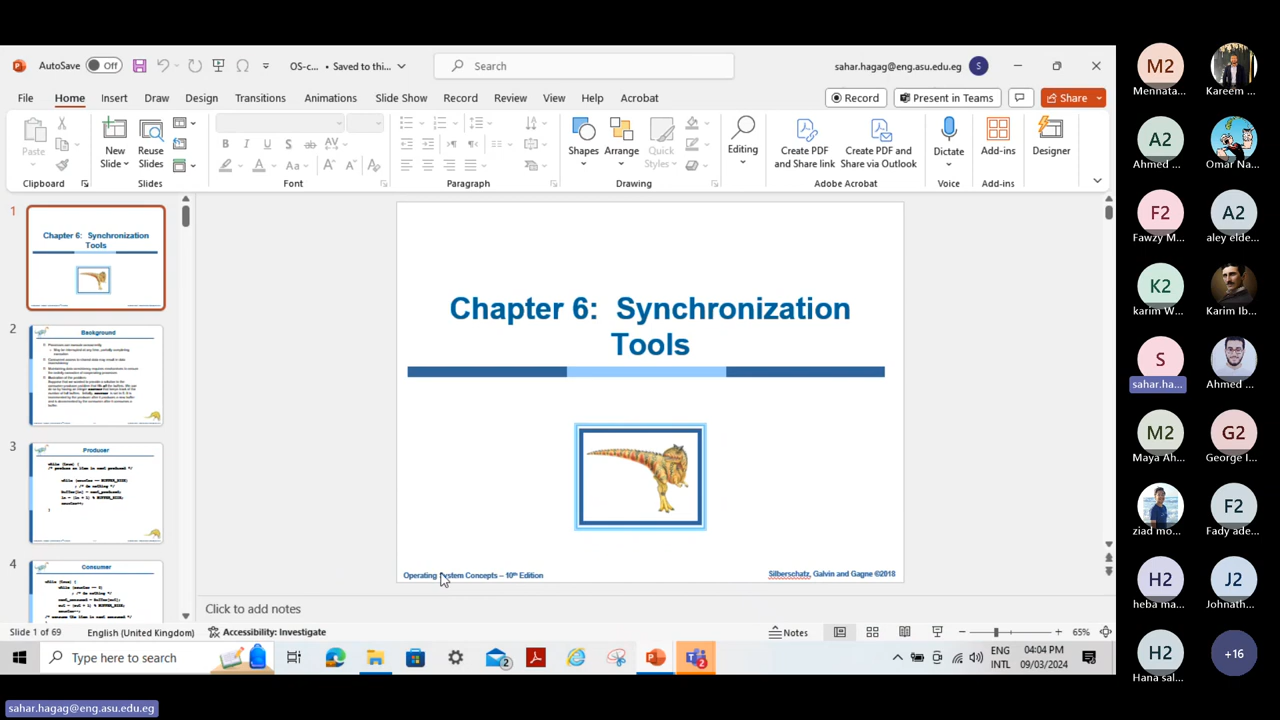 AutoSave Off
OS-c... • Saved to thi...
Search
sahar.hagag@eng.asu.edu.eg S
File Home Insert Draw Design Transitions Animations Slide Show Record Review View Help Acrobat
Record Present in Teams Share
Paste New Slide Reuse Slides Shapes Arrange Quick Styles Editing Create PDF and Share link Create PDF and Share via Outlook Dictate Add-ins Designer
Clipboard Slides Font Paragraph Drawing Adobe Acrobat Voice Add-ins
1
Chapter 6: Synchronization
Tools
2
Background
3
Producer
4
Consumer
Chapter 6: Synchronization
Tools
Operating System Concepts – 10th Edition
Silberschatz, Galvin and Gagne ©2018
Click to add notes
Slide 1 of 69 English (United Kingdom) Accessibility: Investigate Notes 65%
Type here to search
2
2
ENG
INTL
04:04 PM
09/03/2024
sahar.hagag@eng.asu.edu.eg
M2
Mennata...
Kareem ...
A2
Ahmed ...
Omar Na...
F2
Fawzy M...
A2
aley elde...
K2
karim W...
Karim Ib...
S
sahar.ha...
Ahmed ...
M2
Maya Ah...
G2
George I...
ziad mo...
F2
Fady ade...
H2
heba ma...
J2
Johnath...
H2
Hana sal...
+16